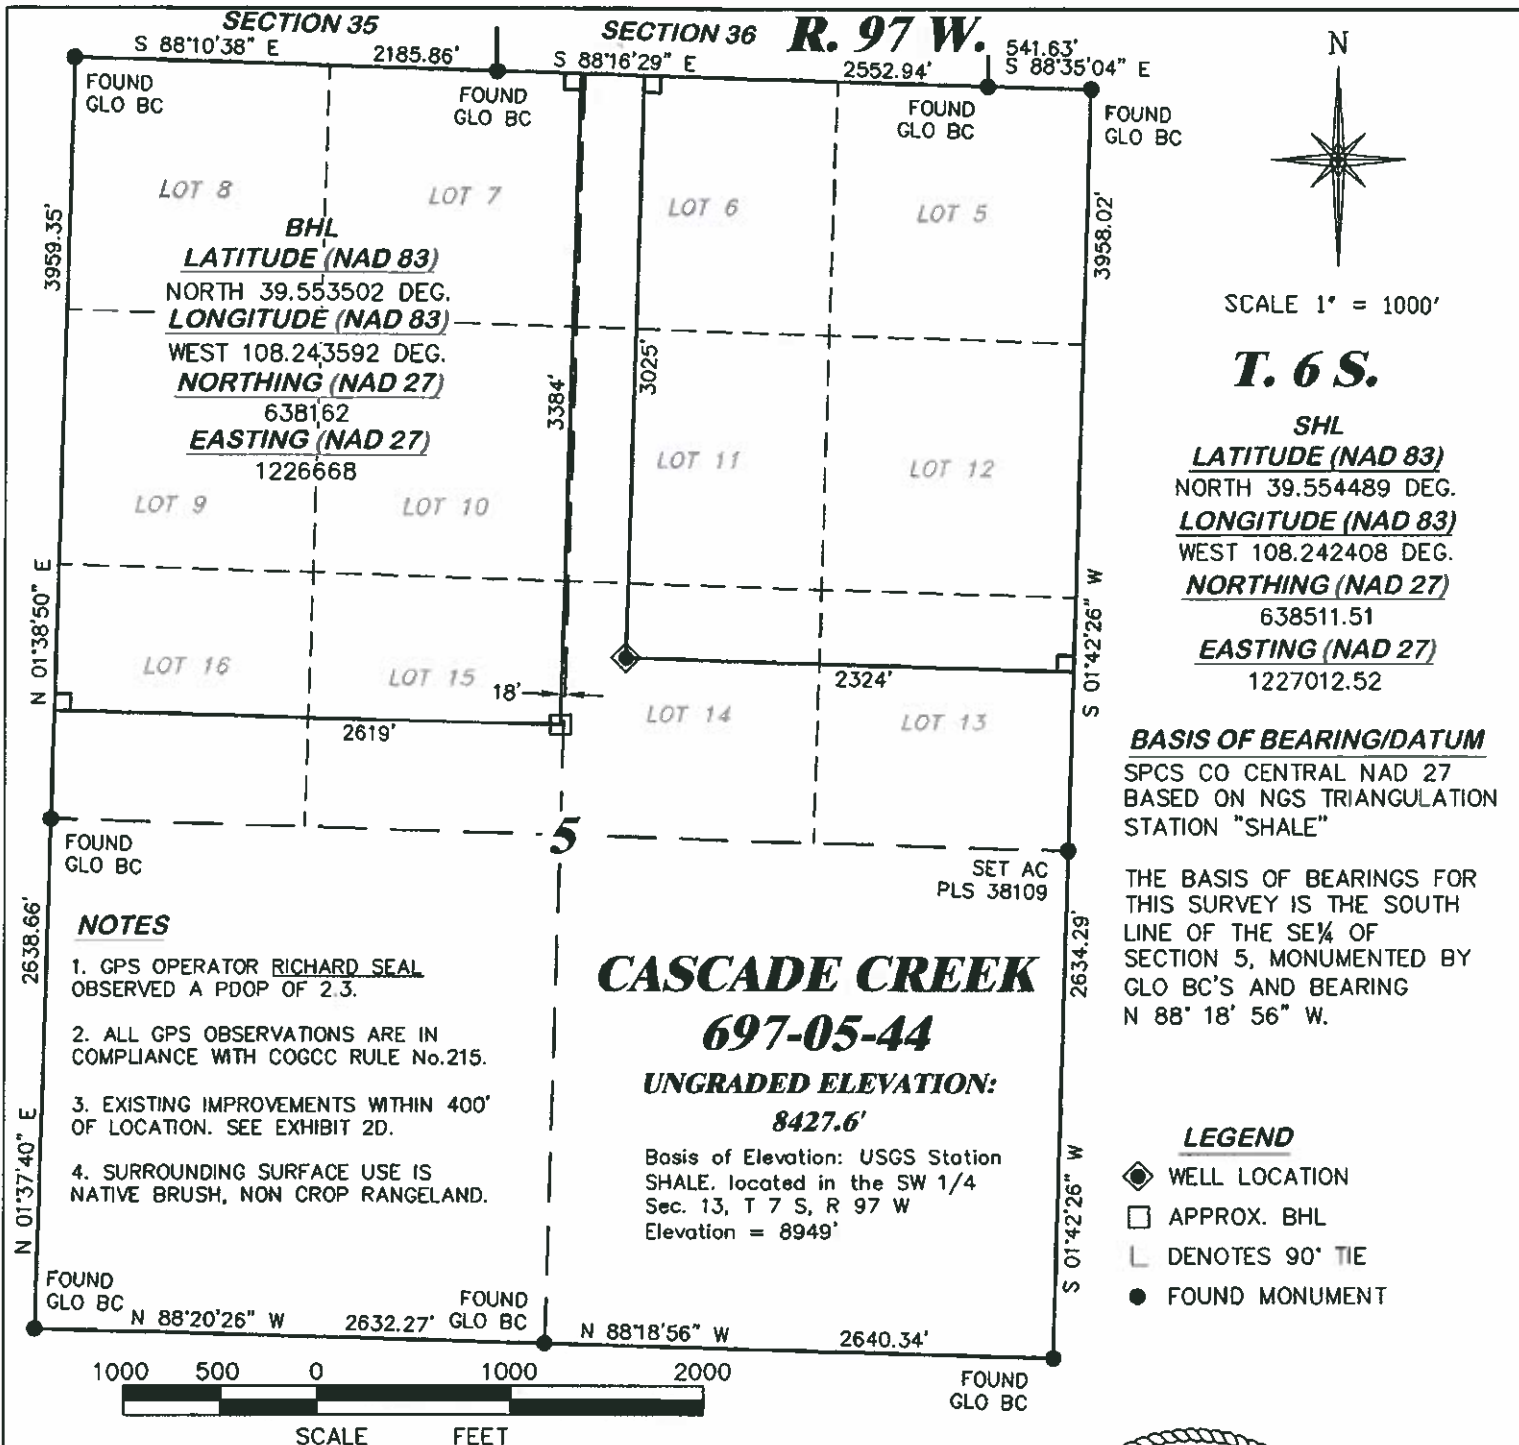 SECTION 35
SECTION 36
R. 97 W.
S 88°10'38" E
2185.86'
S 88°16'29" E
2552.94'
541.63'
S 88°35'04" E
N
FOUND
GLO BC
FOUND
GLO BC
FOUND
GLO BC
FOUND
GLO BC
LOT 8
LOT 7
LOT 6
LOT 5
3959.35'
3958.02'
BHL
LATITUDE (NAD 83)
NORTH 39.553502 DEG.
LONGITUDE (NAD 83)
WEST 108.243592 DEG.
NORTHING (NAD 27)
638162
EASTING (NAD 27)
1226668
3384'
3025'
SCALE 1" = 1000'
T. 6 S.
SHL
LATITUDE (NAD 83)
NORTH 39.554489 DEG.
LONGITUDE (NAD 83)
WEST 108.242408 DEG.
NORTHING (NAD 27)
638511.51
EASTING (NAD 27)
1227012.52
LOT 9
LOT 10
LOT 11
LOT 12
N 01°38'50" E
S 01°42'26" W
LOT 16
LOT 15
18'
2324'
LOT 14
LOT 13
2619'
BASIS OF BEARING/DATUM
SPCS CO CENTRAL NAD 27
BASED ON NGS TRIANGULATION
STATION "SHALE"
THE BASIS OF BEARINGS FOR
THIS SURVEY IS THE SOUTH
LINE OF THE SE¼ OF
SECTION 5, MONUMENTED BY
GLO BC'S AND BEARING
N 88° 18' 56" W.
FOUND
GLO BC
5
SET AC
PLS 38109
2638.66'
2634.29'
NOTES
1. GPS OPERATOR RICHARD SEAL
OBSERVED A PDOP OF 2.3.
2. ALL GPS OBSERVATIONS ARE IN
COMPLIANCE WITH COGCC RULE No.215.
3. EXISTING IMPROVEMENTS WITHIN 400'
OF LOCATION. SEE EXHIBIT 2D.
4. SURROUNDING SURFACE USE IS
NATIVE BRUSH, NON CROP RANGELAND.
CASCADE CREEK
697-05-44
UNGRADED ELEVATION:
8427.6'
Basis of Elevation: USGS Station
SHALE. located in the SW 1/4
Sec. 13, T 7 S, R 97 W
Elevation = 8949'
LEGEND
WELL LOCATION
APPROX. BHL
DENOTES 90° TIE
FOUND MONUMENT
N 01°37'40" E
S 01°42'26" W
FOUND
GLO BC
N 88°20'26" W
2632.27'
FOUND
GLO BC
N 88°18'56" W
2640.34'
FOUND
GLO BC
1000 500 0 1000 2000
SCALE FEET